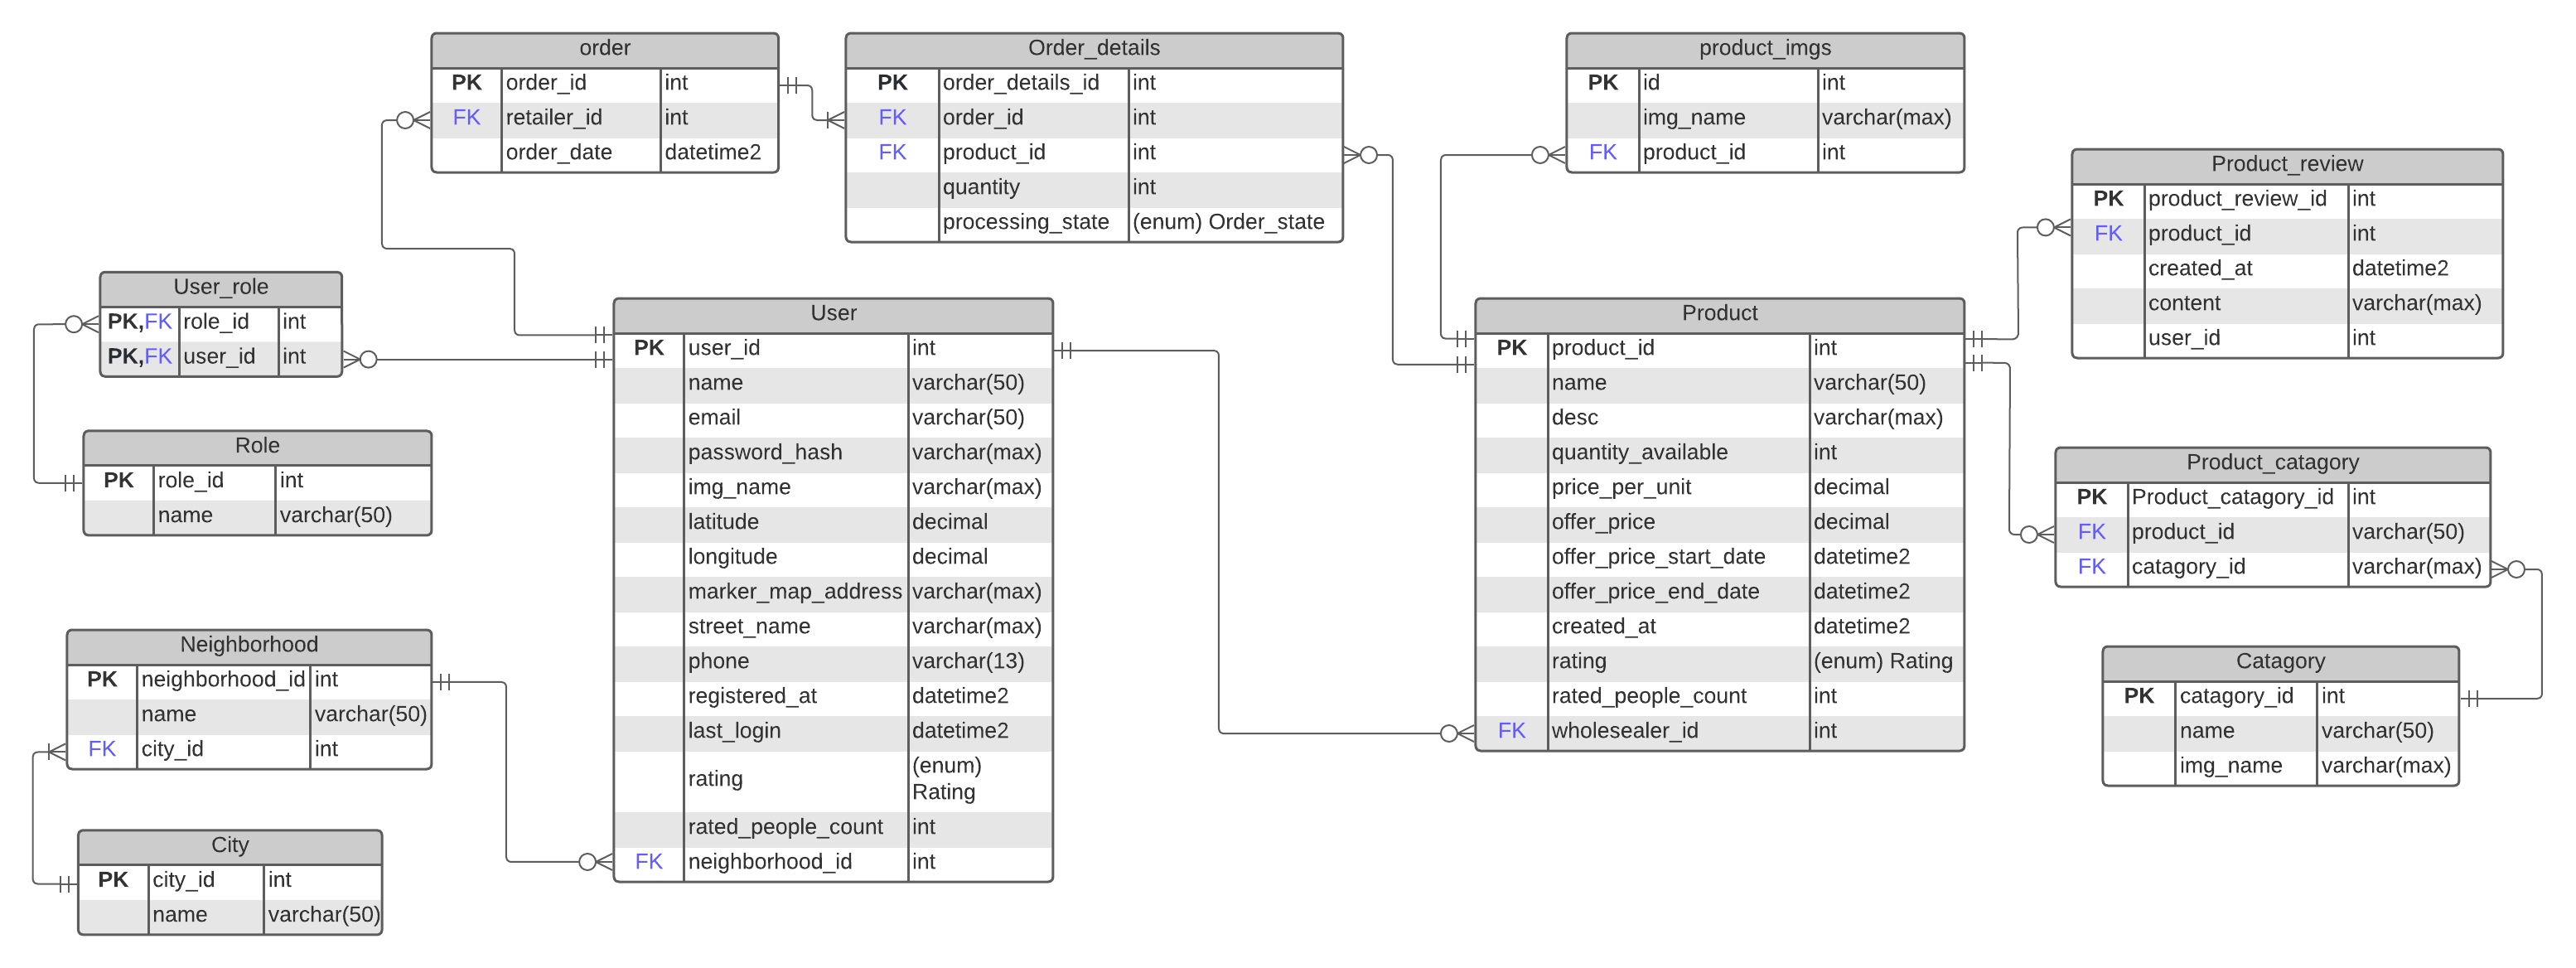 order
PK order_id int
FK retailer_id int
order_date datetime2
Order_details
PK order_details_id int
FK order_id int
FK product_id int
quantity int
processing_state (enum) Order_state
product_imgs
PK id int
img_name varchar(max)
FK product_id int
Product_review
PK product_review_id int
FK product_id int
created_at datetime2
content varchar(max)
user_id int
User_role
PK,FK role_id int
PK,FK user_id int
Role
PK role_id int
name varchar(50)
User
PK user_id int
name varchar(50)
email varchar(50)
password_hash varchar(max)
img_name varchar(max)
latitude decimal
longitude decimal
marker_map_address varchar(max)
street_name varchar(max)
phone varchar(13)
registered_at datetime2
last_login datetime2
rating (enum)
Rating
rated_people_count int
FK neighborhood_id int
Product
PK product_id int
name varchar(50)
desc varchar(max)
quantity_available int
price_per_unit decimal
offer_price decimal
offer_price_start_date datetime2
offer_price_end_date datetime2
created_at datetime2
rating (enum) Rating
rated_people_count int
FK wholesealer_id int
Product_catagory
PK Product_catagory_id int
FK product_id varchar(50)
FK catagory_id varchar(max)
Catagory
PK catagory_id int
name varchar(50)
img_name varchar(max)
Neighborhood
PK neighborhood_id int
name varchar(50)
FK city_id int
City
PK city_id int
name varchar(50)